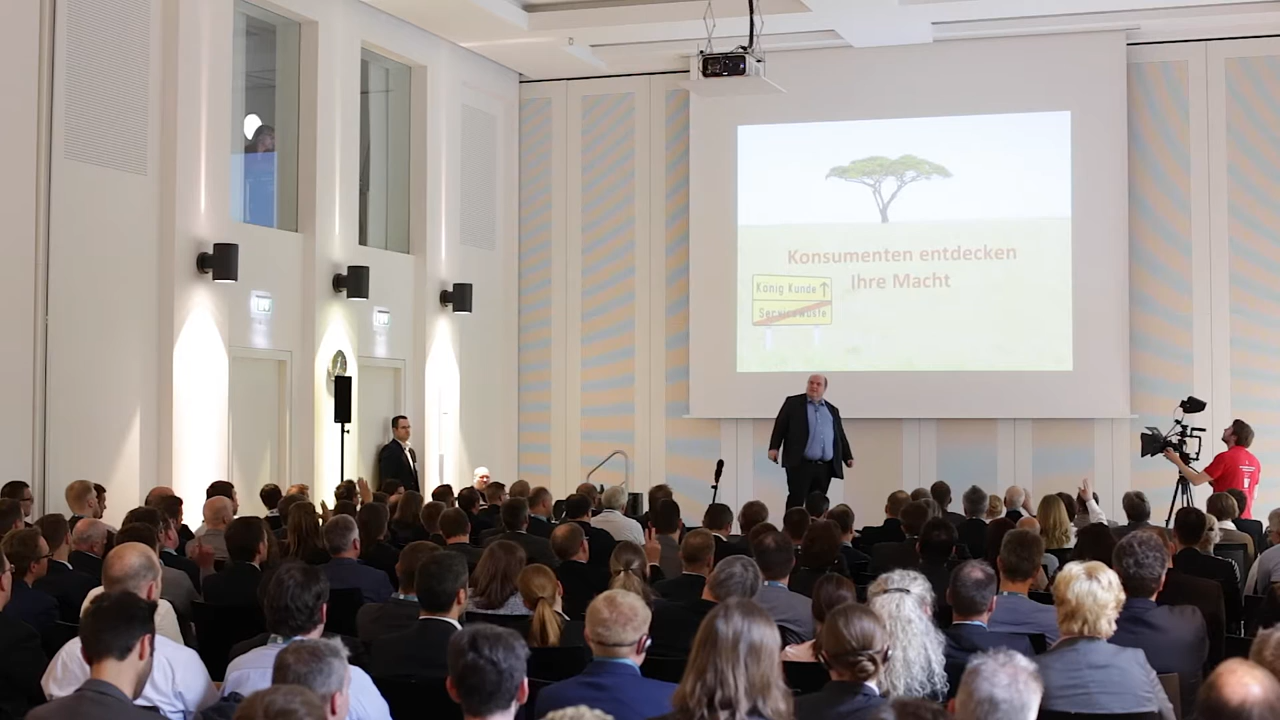 Konsumenten entdecken
Ihre Macht
König Kunde ↑
Servicewüste